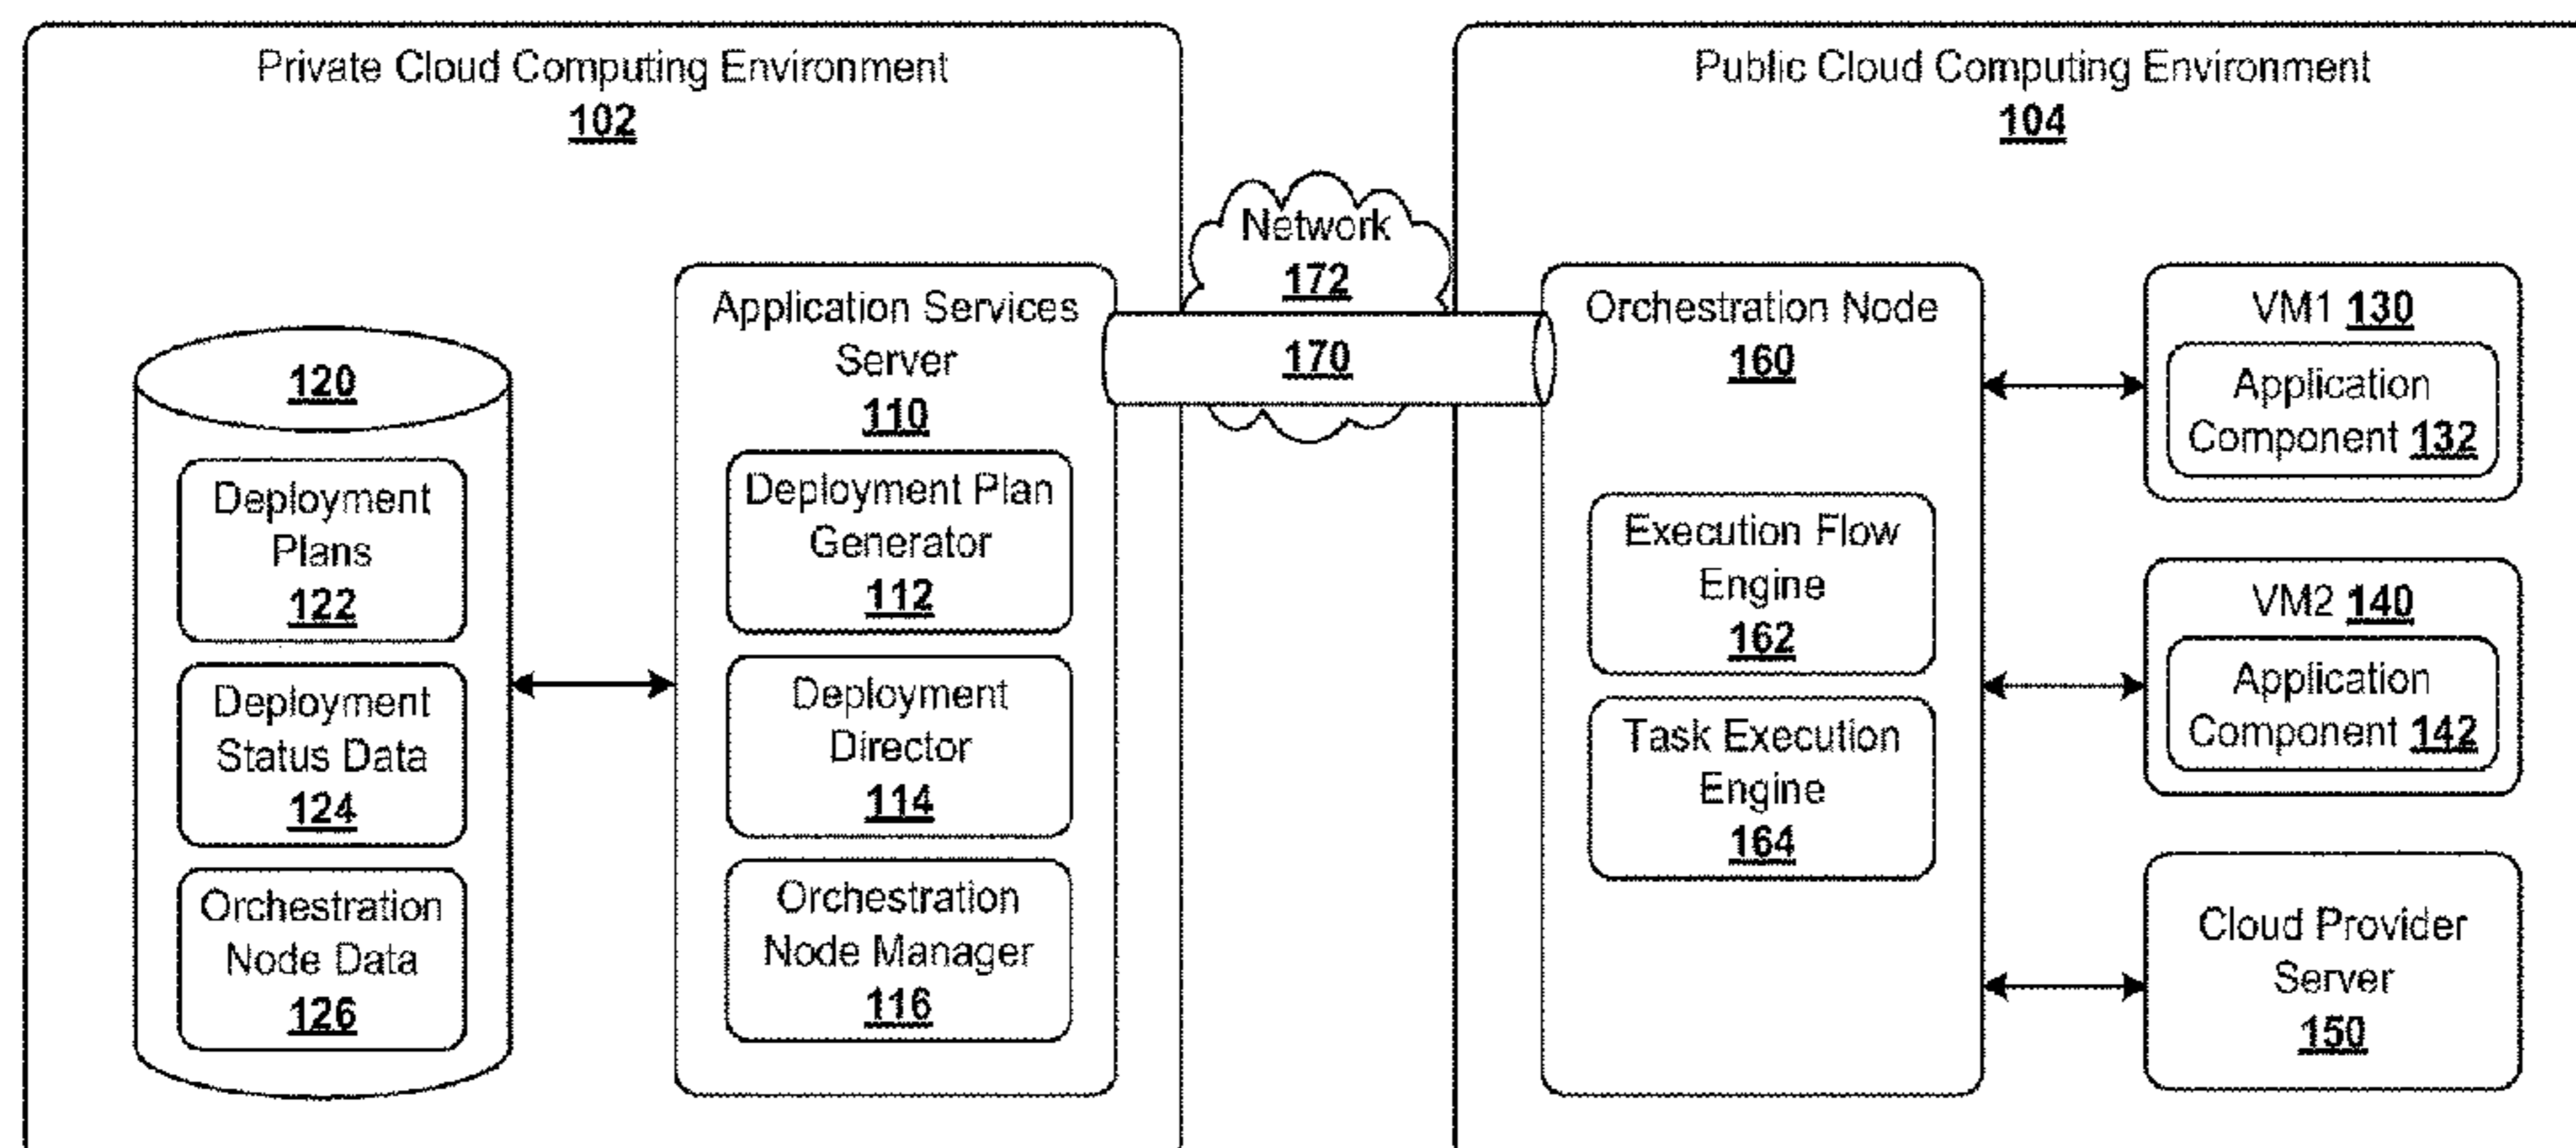 Private Cloud Computing Environment
102
120
Deployment
Plans
122
Deployment
Status Data
124
Orchestration
Node Data
126
Application Services
Server
110
Deployment Plan
Generator
112
Deployment
Director
114
Orchestration
Node Manager
116
Network
172
170
Public Cloud Computing Environment
104
Orchestration Node
160
Execution Flow
Engine
162
Task Execution
Engine
164
VM1 130
Application
Component 132
VM2 140
Application
Component 142
Cloud Provider
Server
150